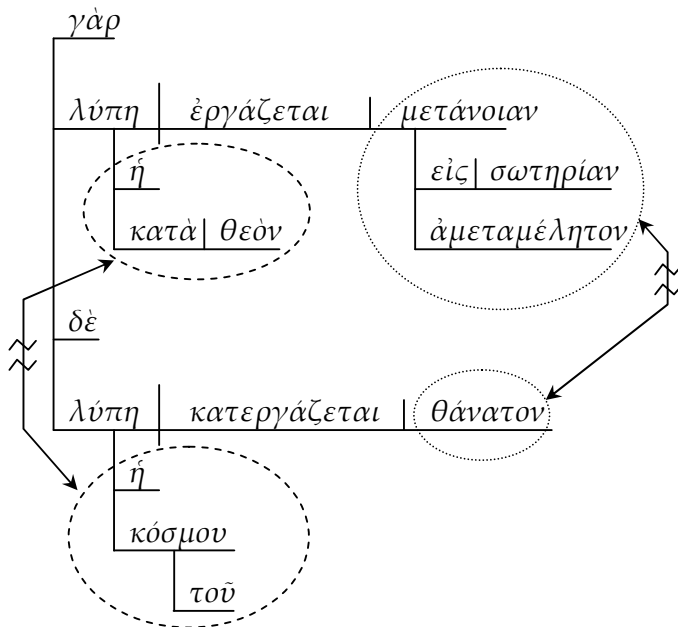 γὰρ
λύπη ἐργάζεται μετάνοιαν
ἡ εἰς σωτηρίαν
κατὰ θεὸν ἀμεταμέλητον
δὲ
λύπη κατεργάζεται θάνατον
ἡ
κόσμου
τοῦ